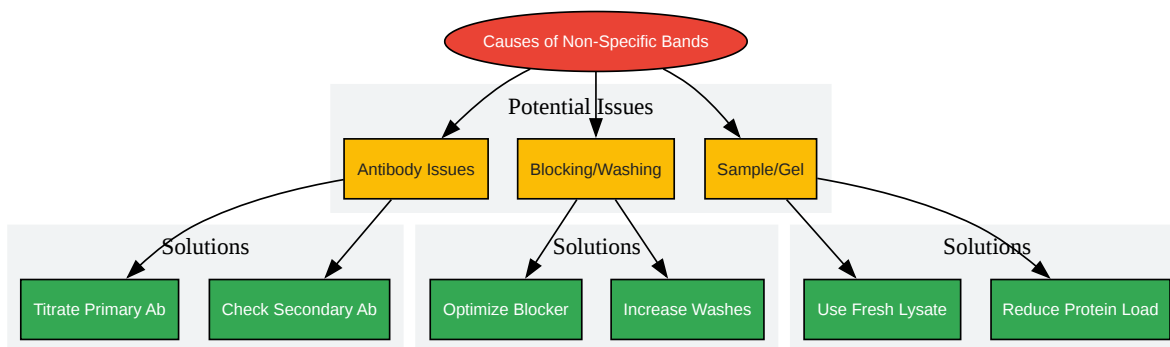 Causes of Non-Specific Bands
Potential Issues
Antibody Issues
Blocking/Washing
Sample/Gel
Solutions
Solutions
Solutions
Titrate Primary Ab
Check Secondary Ab
Optimize Blocker
Increase Washes
Use Fresh Lysate
Reduce Protein Load